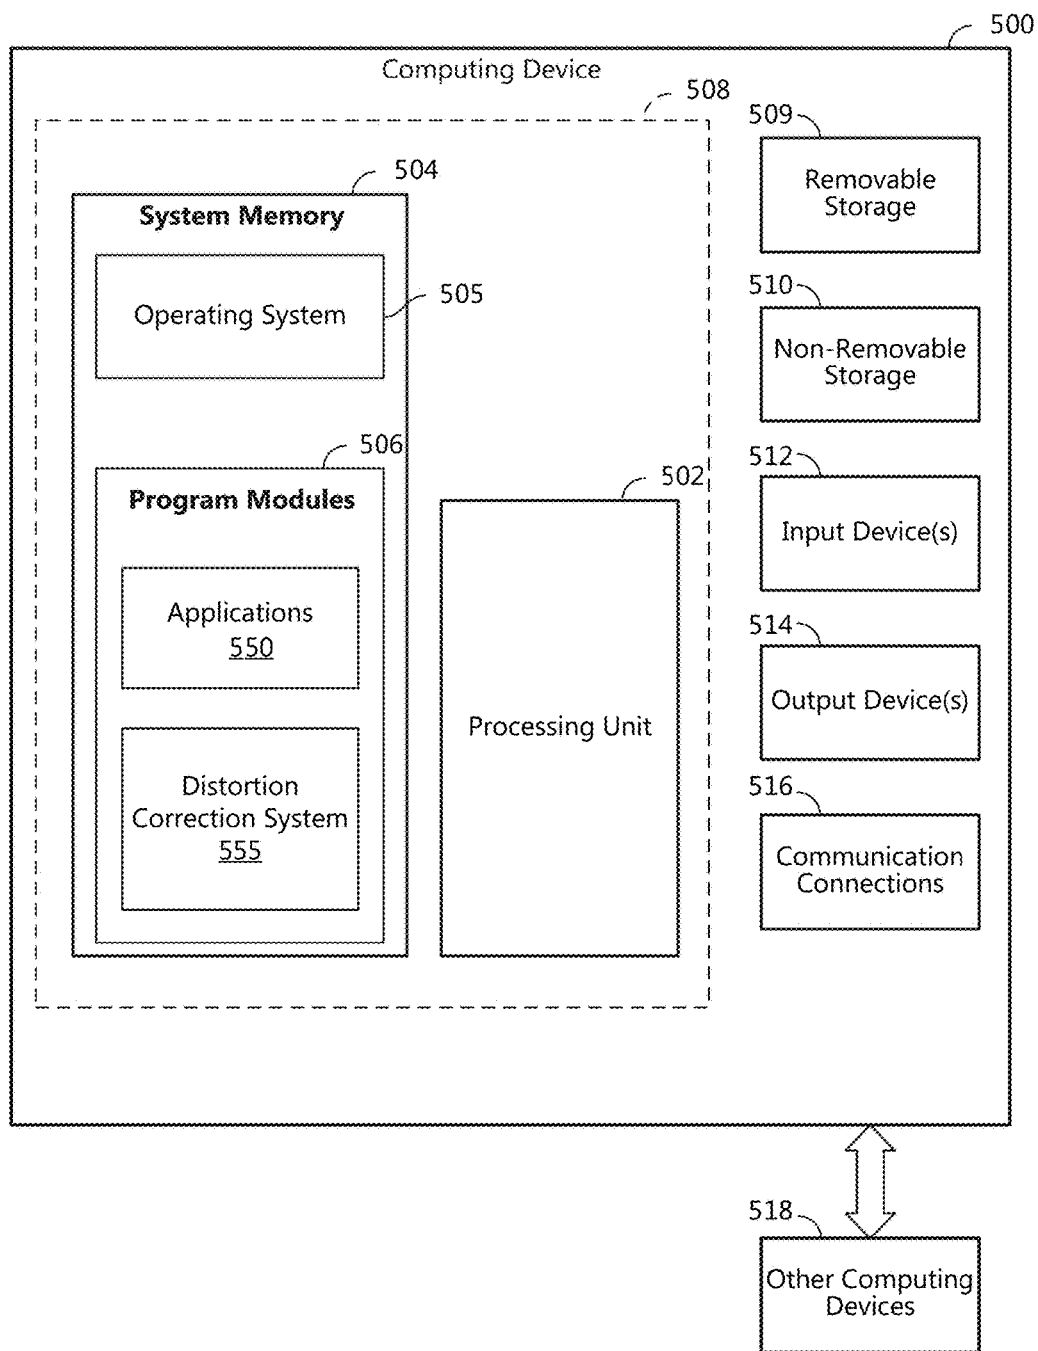 500
Computing Device
508
504
System Memory
Operating System
505
506
Program Modules
Applications
550
Distortion
Correction System
555
502
Processing Unit
509
Removable
Storage
510
Non-Removable
Storage
512
Input Device(s)
514
Output Device(s)
516
Communication
Connections
518
Other Computing
Devices